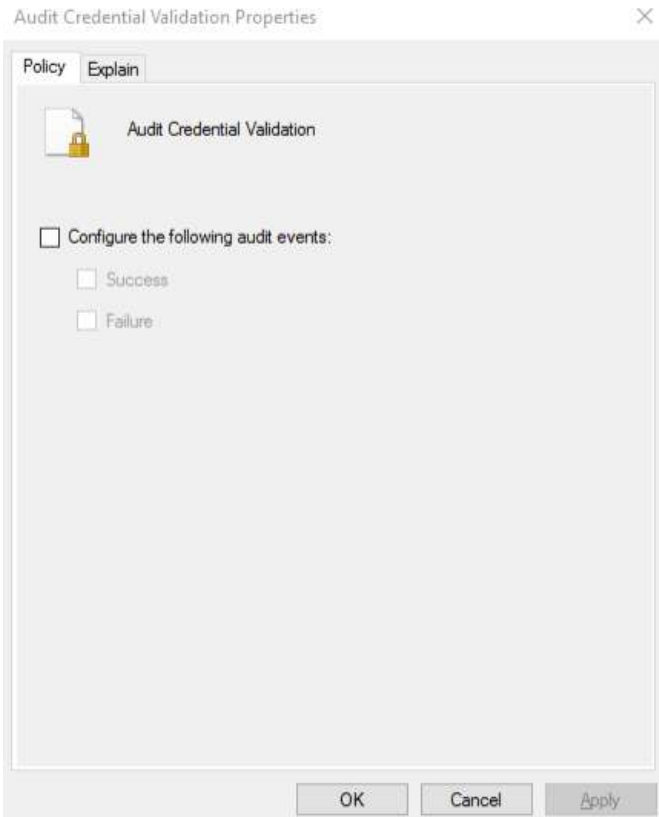 Audit Credential Validation Properties
Policy
Explain
Audit Credential Validation
Configure the following audit events:
Success
Failure
OK
Cancel
Apply